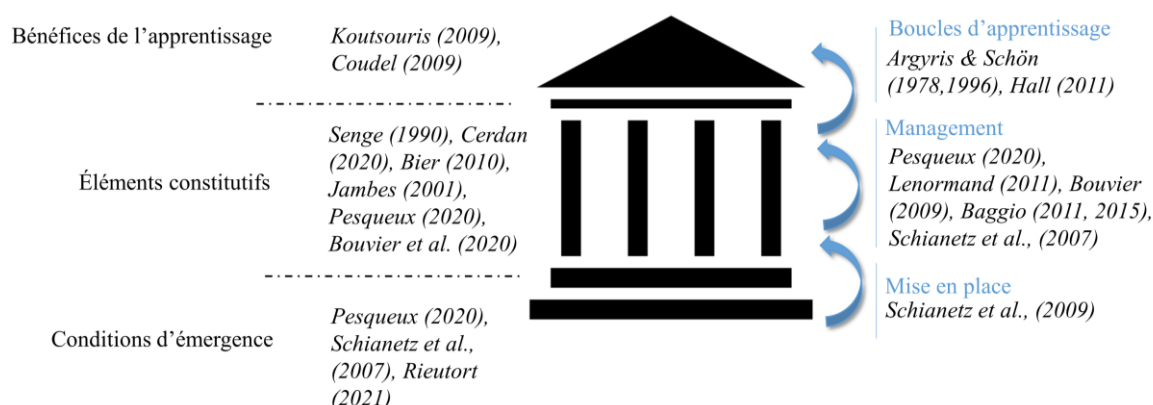 Bénéfices de l’apprentissage
Koutsouris (2009),
Coudel (2009)
Boucles d’apprentissage
Argyris & Schön
(1978,1996), Hall (2011)
Éléments constitutifs
Senge (1990), Cerdan
(2020), Bier (2010),
Jambes (2001),
Pesqueux (2020),
Bouvier et al. (2020)
Management
Pesqueux (2020),
Lenormand (2011), Bouvier
(2009), Baggio (2011, 2015),
Schianetz et al., (2007)
Conditions d’émergence
Pesqueux (2020),
Schianetz et al.,
(2007), Rieutort
(2021)
Mise en place
Schianetz et al., (2009)